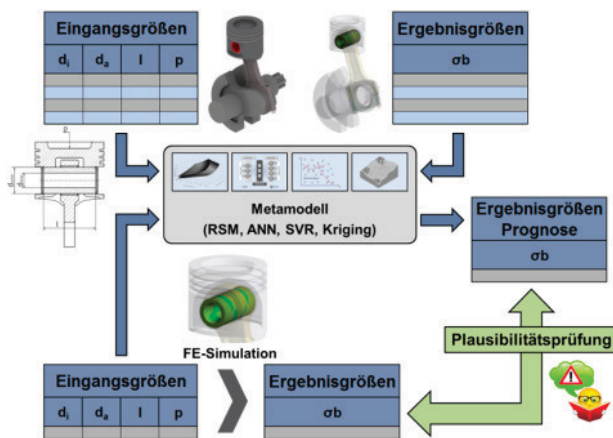 Eingangsgrößen
di da l p
Ergebnisgrößen
σb
Metamodell
(RSM, ANN, SVR, Kriging)
Ergebnisgrößen
Prognose
σb
FE-Simulation
Plausibilitätsprüfung
Eingangsgrößen
di da l p
Ergebnisgrößen
σb